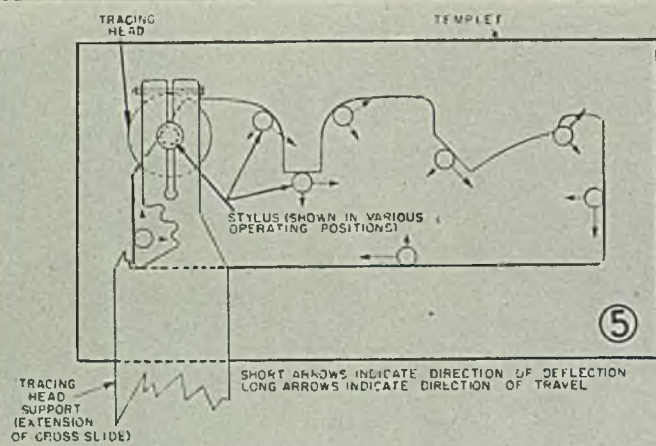 TRACING
HEAD
TEMPLET
STYLUS (SHOWN IN VARIOUS
OPERATING POSITIONS)
5
SHORT ARROWS INDICATE DIRECTION OF DEFLECTION
LONG ARROWS INDICATE DIRECTION OF TRAVEL
TRACING
HEAD
SUPPORT
(EXTENSION
OF CROSS SLIDE)